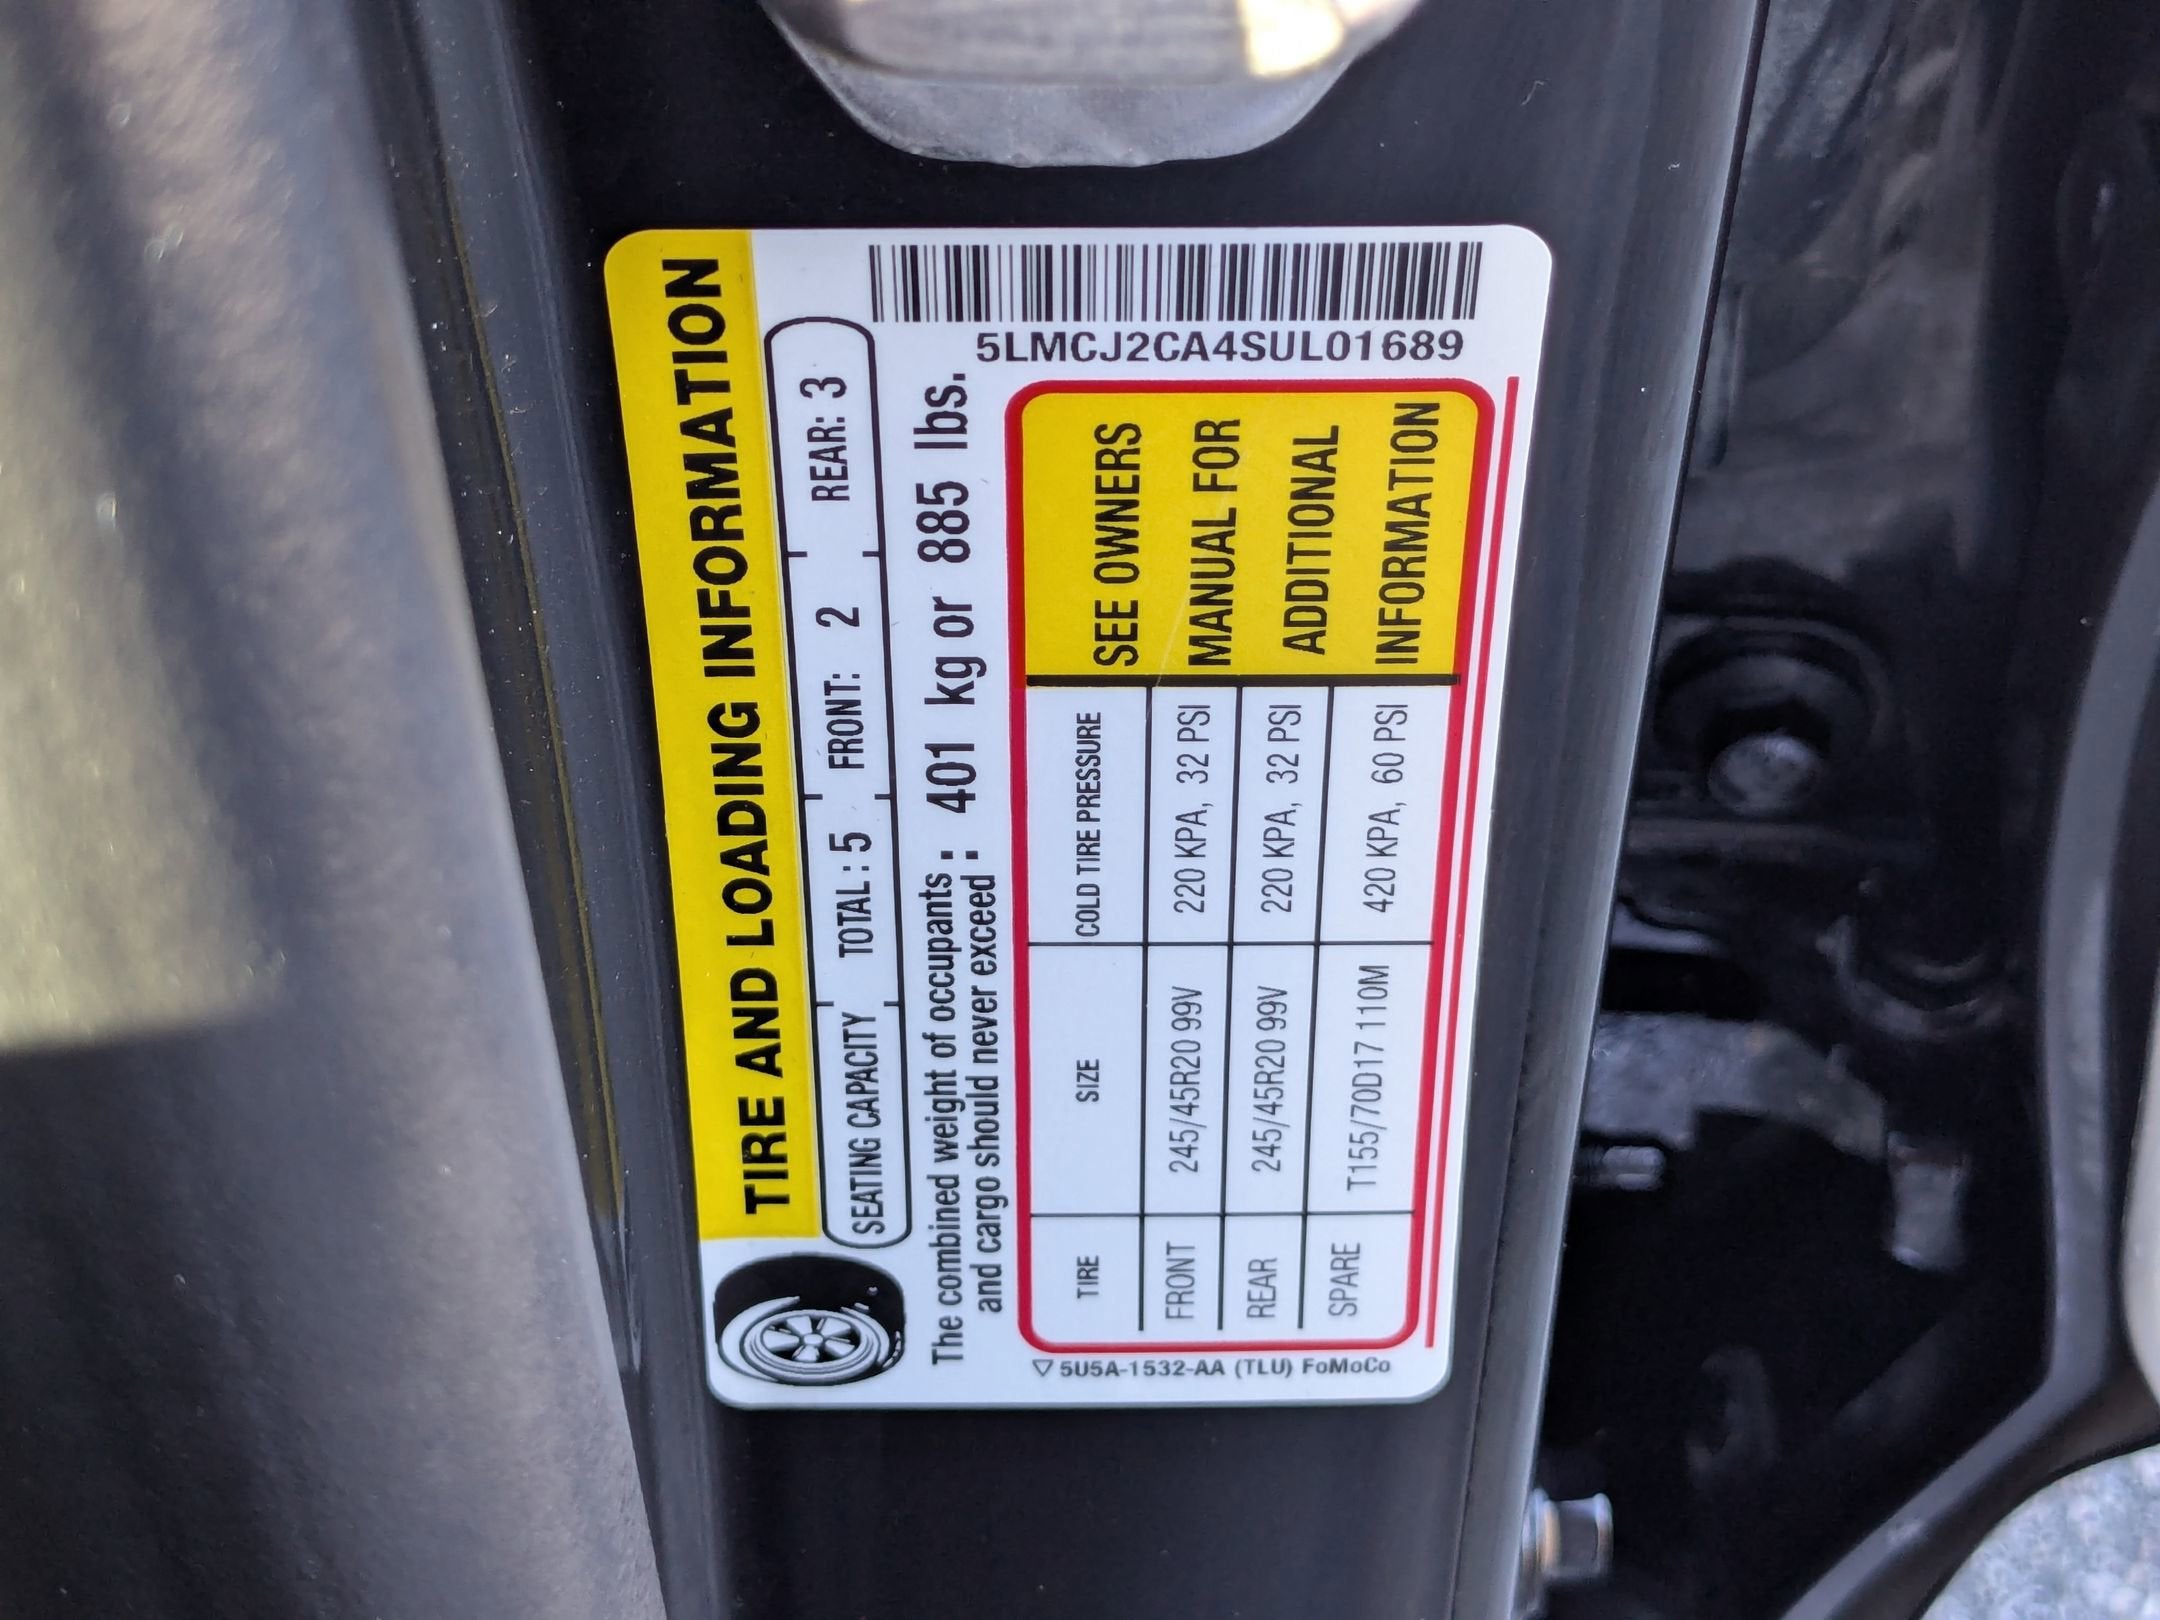 TIRE AND LOADING INFORMATION
SEATING CAPACITY TOTAL : 5 FRONT: 2 REAR: 3
The combined weight of occupants :
and cargo should never exceed :
401 kg or 885 lbs.
5LMCJ2CA4SUL01689
TIRE SIZE COLD TIRE PRESSURE
FRONT 245/45R20 99V 220 KPA, 32 PSI
REAR 245/45R20 99V 220 KPA, 32 PSI
SPARE T155/70D17 110M 420 KPA, 60 PSI
SEE OWNERS
MANUAL FOR
ADDITIONAL
INFORMATION
▽ 5U5A-1532-AA (TLU) FoMoCo